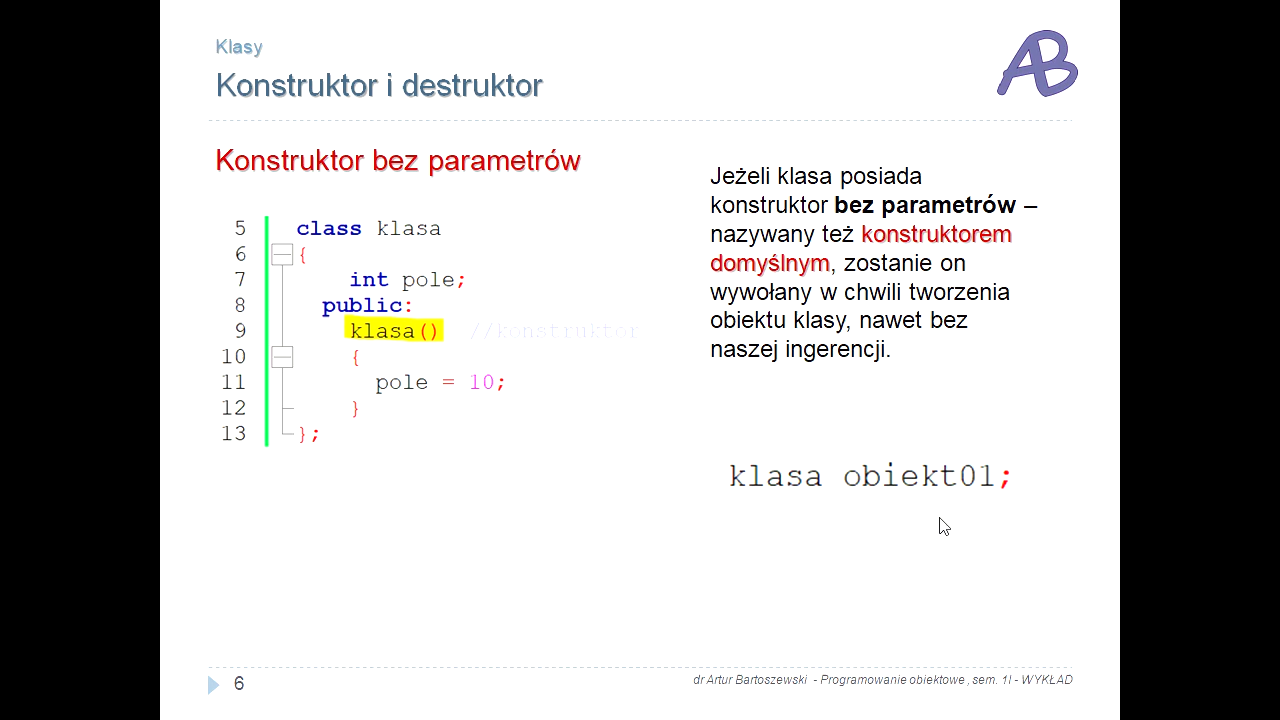 Klasy
Konstruktor i destruktor
AB
Konstruktor bez parametrów
5 class klasa
6 {
7 int pole;
8 public:
9 klasa() //konstruktor
10 {
11 pole = 10;
12 }
13 };
Jeżeli klasa posiada
konstruktor bez parametrów –
nazywany też konstruktorem
domyślnym, zostanie on
wywołany w chwili tworzenia
obiektu klasy, nawet bez
naszej ingerencji.
klasa obiekt01;
6
dr Artur Bartoszewski - Programowanie obiektowe, sem. 1I - WYKŁAD